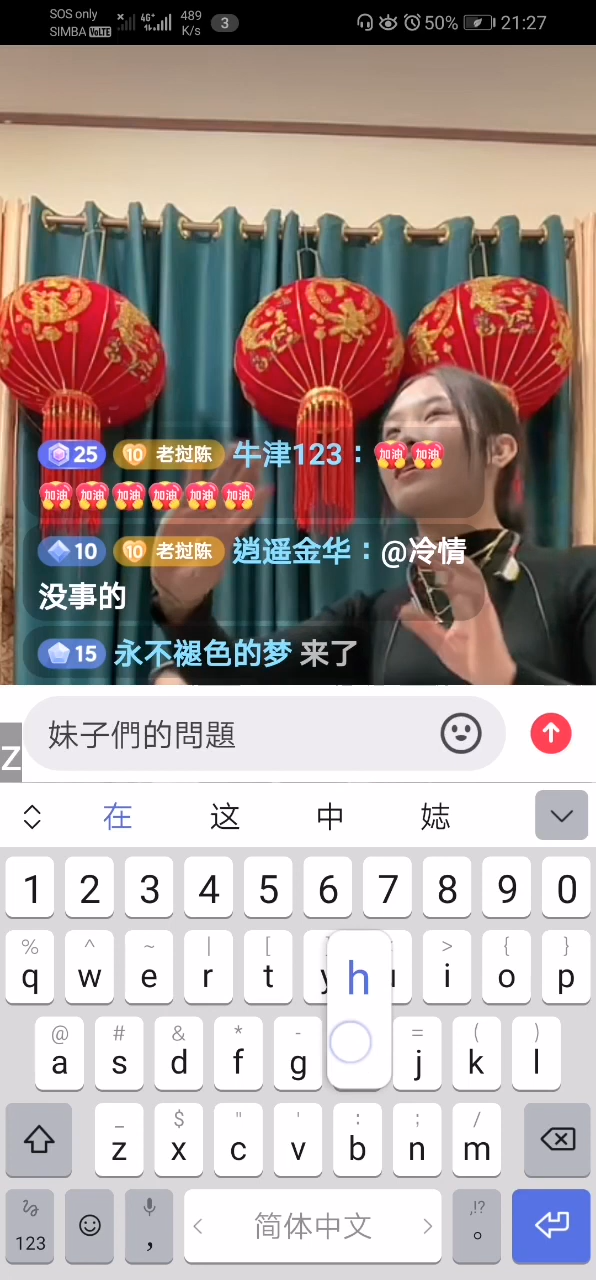 SOS only
SIMBA VoLTE
4G+
489
K/s
3
50%
21:27
25 10 老挝陈 牛津123：加油 加油
加油 加油 加油 加油 加油 加油
10 10 老挝陈 逍遥金华：@冷情
没事的
15 永不褪色的梦 来了
妹子們的問題
z
在 这 中 娡
1 2 3 4 5 6 7 8 9 0
% ^ ~ | [ > { }
q w e r t y u i o p
h
@ # & * - = ( )
a s d f g j k l
_ $ " ' : ; /
z x c v b n m
,!?
123 ， < 简体中文 > 。